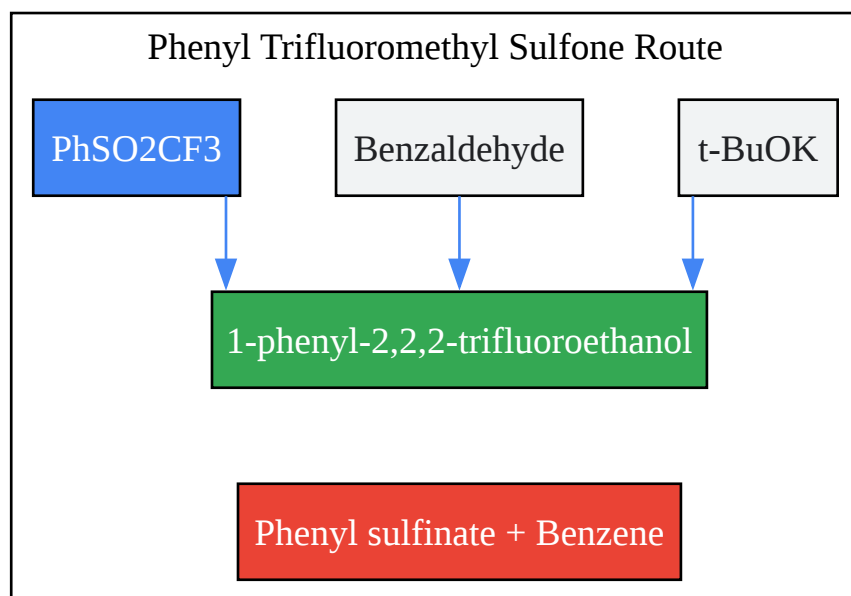 Phenyl Trifluoromethyl Sulfone Route
PhSO2CF3
Benzaldehyde
t-BuOK
1-phenyl-2,2,2-trifluoroethanol
Phenyl sulfinate + Benzene